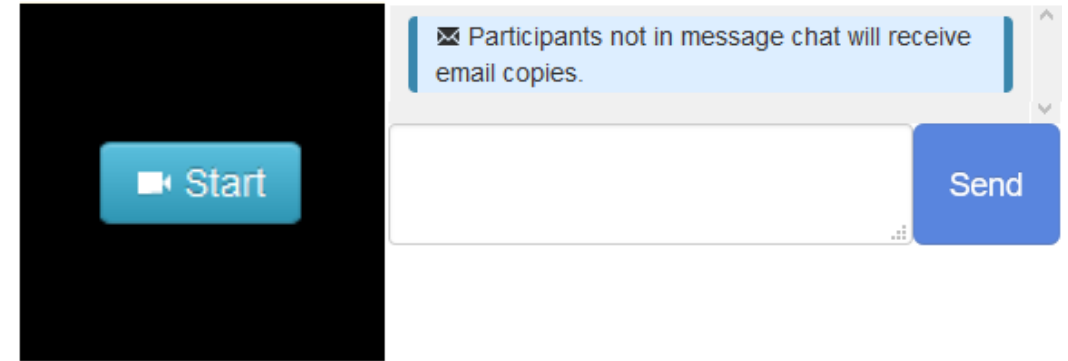 Participants not in message chat will receive
email copies.
Start
Send